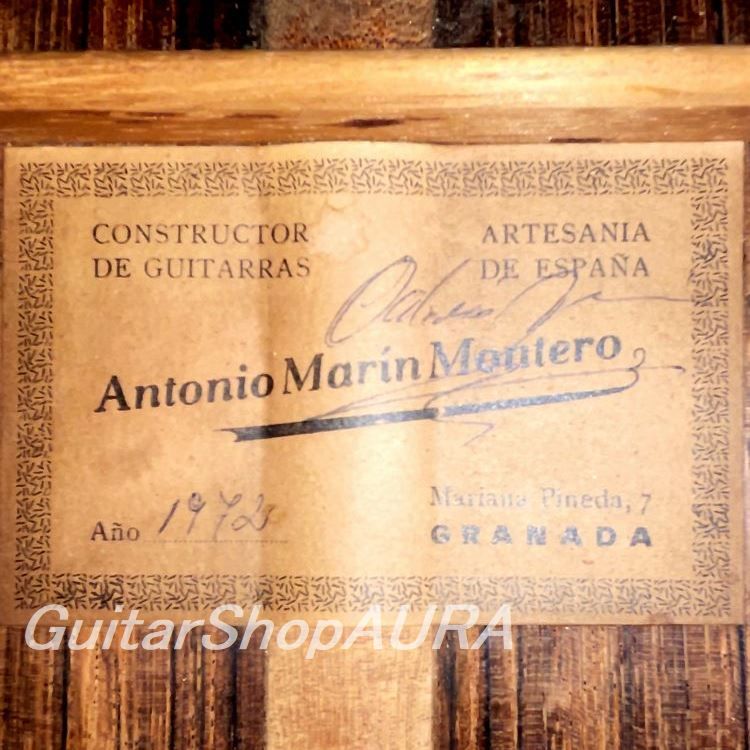 CONSTRUCTOR
DE GUITARRAS
ARTESANIA
DE ESPAÑA
Antonio Marín Montero
Año 1972
Mariana Pineda, 7
GRANADA
GuitarShopAURA